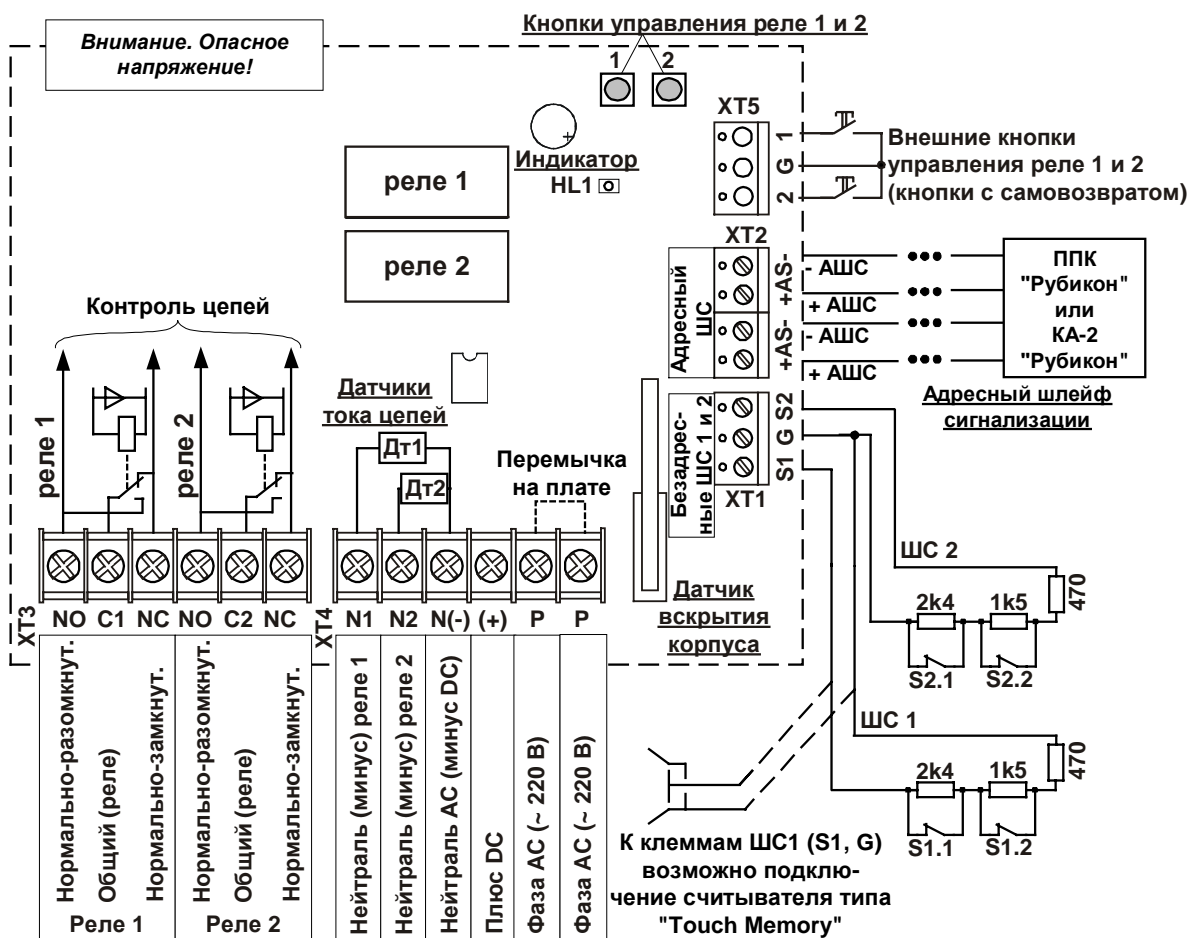 Внимание. Опасное
напряжение!
Кнопки управления реле 1 и 2
1 2
XT5
1
G
2
Внешние кнопки
управления реле 1 и 2
(кнопки с самовозвратом)
Индикатор
HL1
реле 1
реле 2
XT2
Адресный
ШС
+AS-
+AS-
- АШС
+ АШС
- АШС
+ АШС
ППК
"Рубикон"
или
КА-2
"Рубикон"
Адресный шлейф
сигнализации
Контроль цепей
реле 1
реле 2
Датчики
тока цепей
Дт1
Дт2
Перемычка
на плате
Безадрес-
ные ШС 1 и 2
S1 G S2
XT1
Датчик
вскрытия
корпуса
ШС 2
470
2k4 1k5
S2.1 S2.2
ШС 1
470
2k4 1k5
S1.1 S1.2
XT3
NO C1 NC NO C2 NC
XT4
N1 N2 N(-) (+) P P
Нормально-разомкнут.
Общий (реле)
Нормально-замкнут.
Нормально-разомкнут.
Общий (реле)
Нормально-замкнут.
Реле 1 Реле 2
Нейтраль (минус) реле 1
Нейтраль (минус) реле 2
Нейтраль AC (минус DC)
Плюс DC
Фаза AC (~ 220 В)
Фаза AC (~ 220 В)
К клеммам ШС1 (S1, G)
возможно подклю-
чение считывателя типа
"Touch Memory"